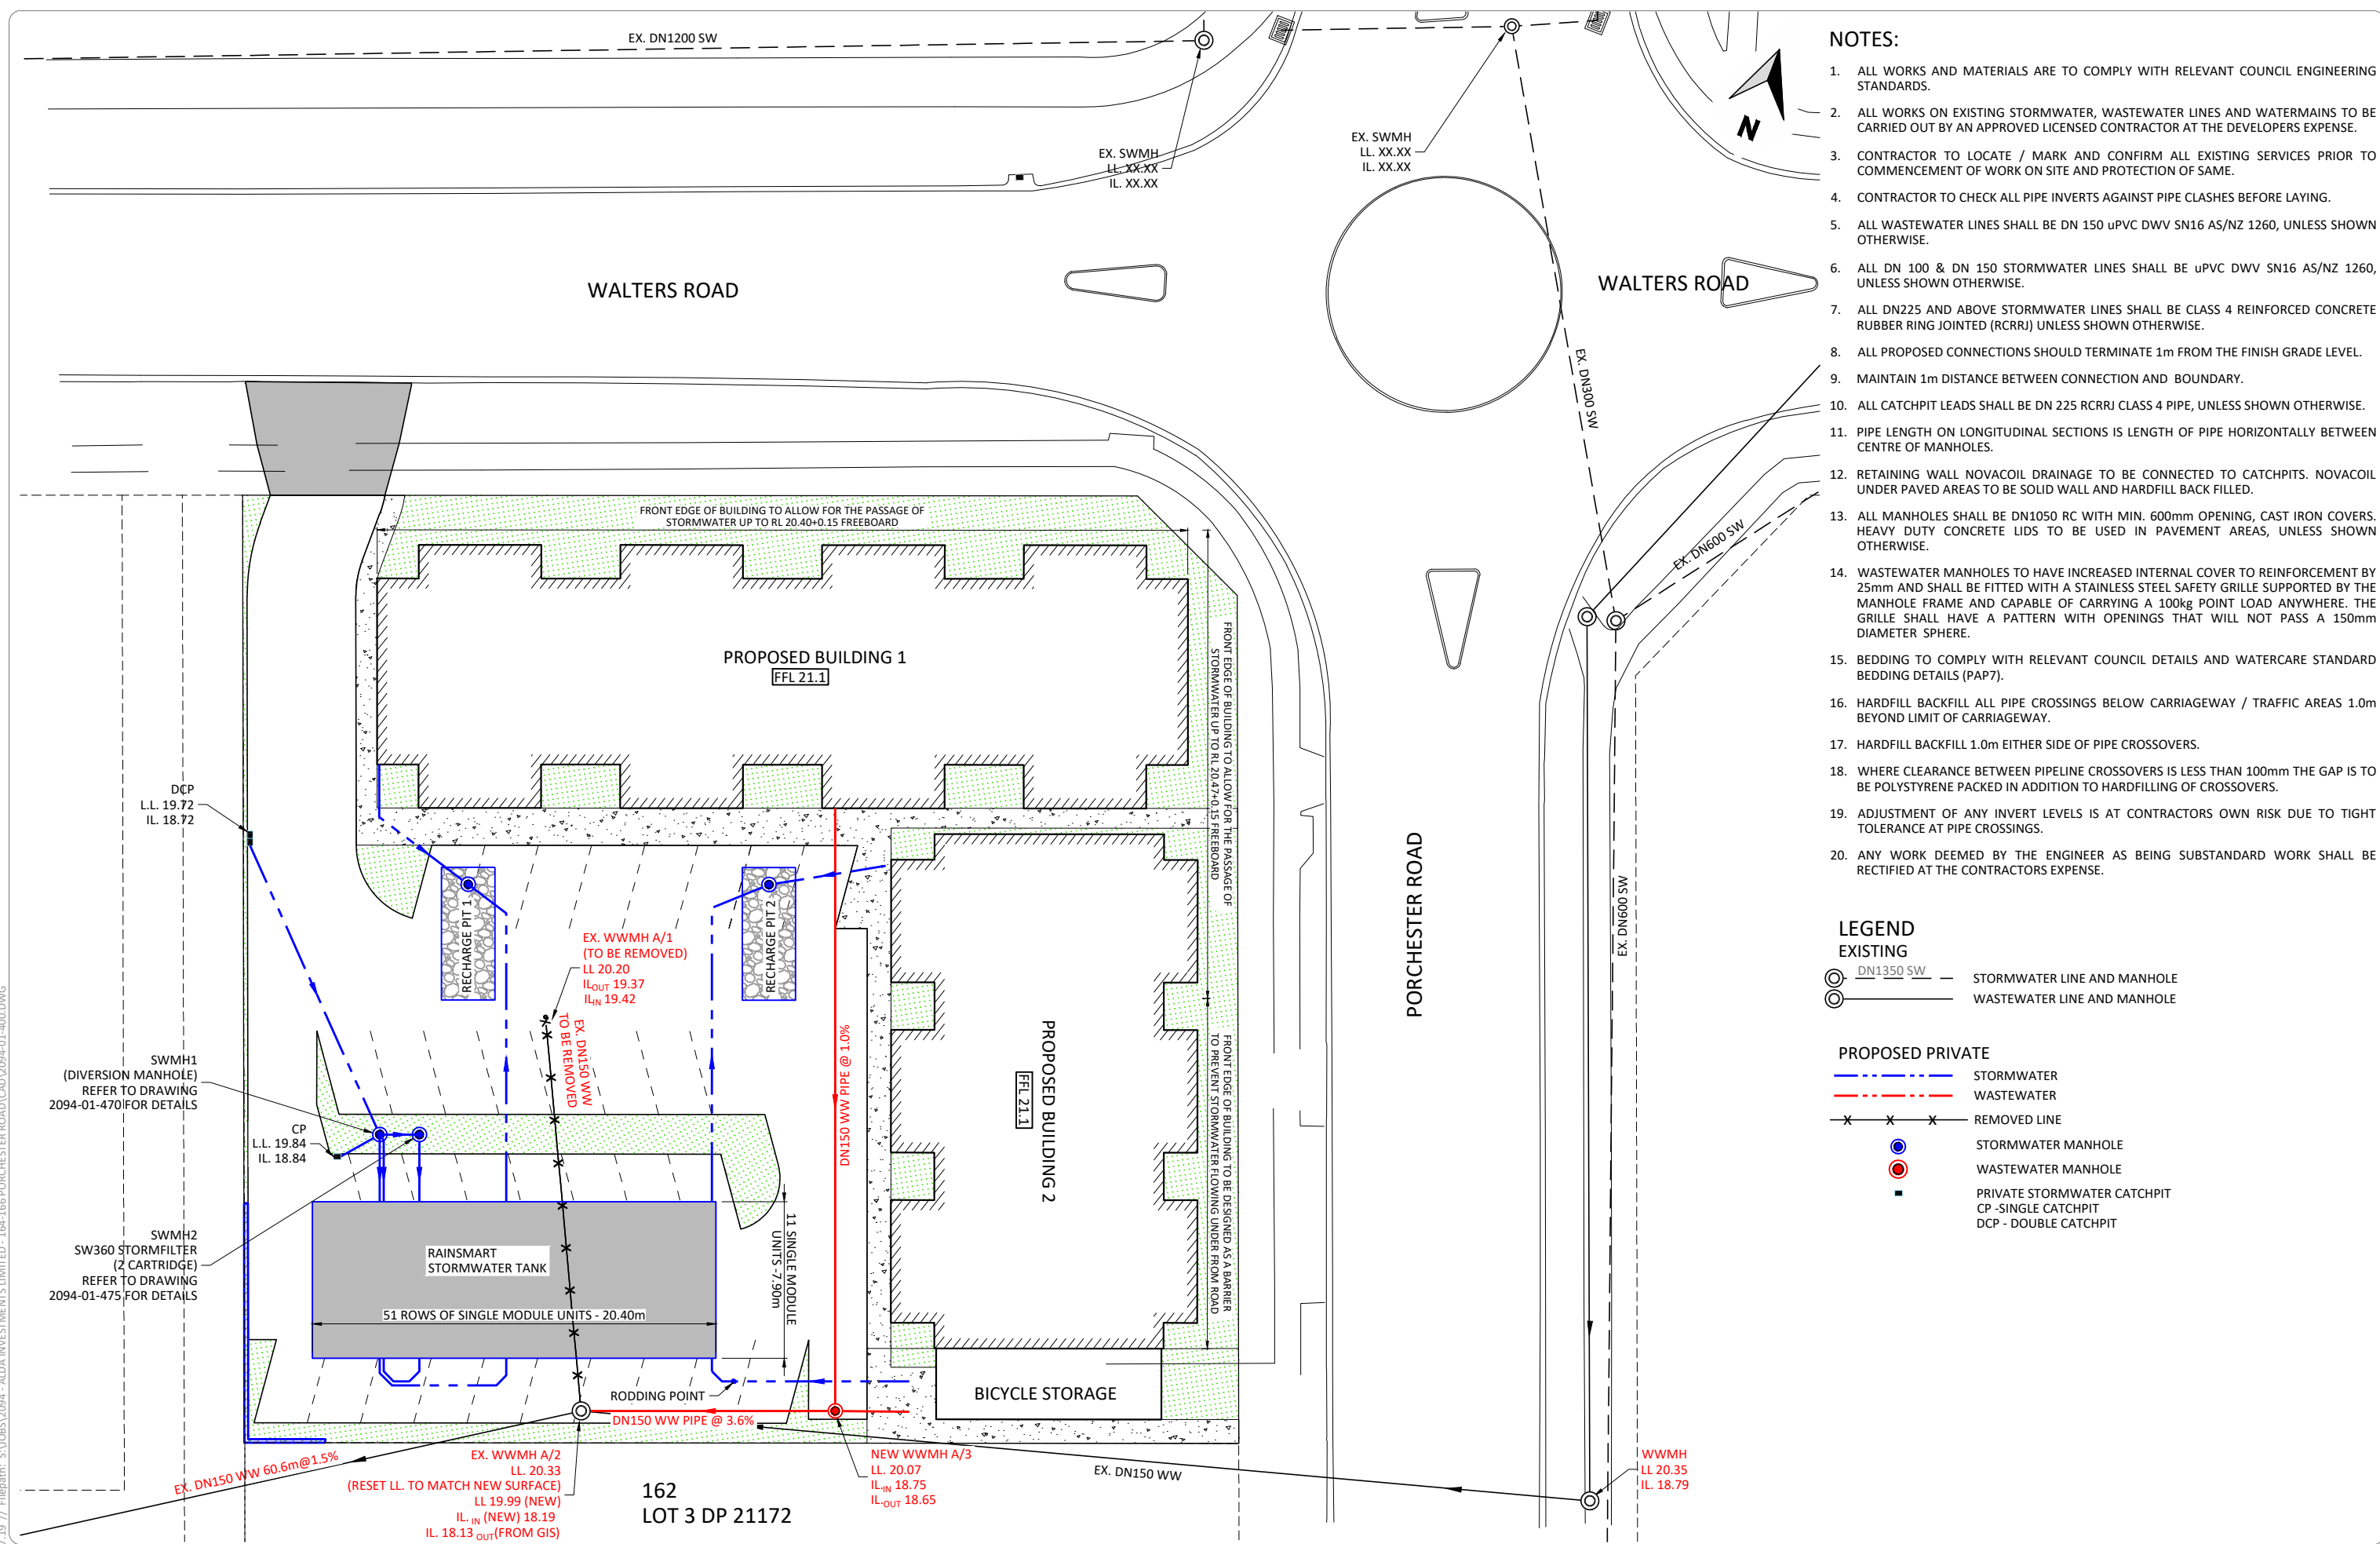 EX. DN1200 SW
EX. SWMH
LL. XX.XX
IL. XX.XX
EX. SWMH
LL. XX.XX
IL. XX.XX
N
WALTERS ROAD
WALTERS ROAD
EX. DN300 SW
EX. DN600 SW
EX. DN600 SW
PORCHESTER ROAD
FRONT EDGE OF BUILDING TO ALLOW FOR THE PASSAGE OF
STORMWATER UP TO RL 20.40+0.15 FREEBOARD
PROPOSED BUILDING 1
FFL 21.1
FRONT EDGE OF BUILDING TO ALLOW FOR THE PASSAGE OF
STORMWATER UP TO RL 20.47+0.15 FREEBOARD
FRONT EDGE OF BUILDING TO BE DESIGNED AS A BARRIER
TO PREVENT STORMWATER FLOWING UNDER FROM ROAD
PROPOSED BUILDING 2
FFL 21.1
BICYCLE STORAGE
DCP
L.L. 19.72
IL. 18.72
RECHARGE PIT 1
RECHARGE PIT 2
EX. WWMH A/1
(TO BE REMOVED)
LL 20.20
ILOUT 19.37
ILIN 19.42
EX. DN150 WW
TO BE REMOVED
DN150 WW PIPE @ 1.0%
SWMH1
(DIVERSION MANHOLE)
REFER TO DRAWING
2094-01-470 FOR DETAILS
CP
L.L. 19.84
IL. 18.84
SWMH2
SW360 STORMFILTER
(2 CARTRIDGE)
REFER TO DRAWING
2094-01-475 FOR DETAILS
RAINSMART
STORMWATER TANK
51 ROWS OF SINGLE MODULE UNITS - 20.40m
11 SINGLE MODULE
UNITS -7.90m
RODDING POINT
DN150 WW PIPE @ 3.6%
EX. DN150 WW 60.6m@1.5%
EX. WWMH A/2
LL. 20.33
(RESET LL. TO MATCH NEW SURFACE)
LL 19.99 (NEW)
IL. IN (NEW) 18.19
IL. 18.13 OUT(FROM GIS)
162
LOT 3 DP 21172
NEW WWMH A/3
LL. 20.07
IL.IN 18.75
IL.OUT 18.65
EX. DN150 WW
WWMH
LL 20.35
IL. 18.79
NOTES:
1. ALL WORKS AND MATERIALS ARE TO COMPLY WITH RELEVANT COUNCIL ENGINEERING
STANDARDS.
2. ALL WORKS ON EXISTING STORMWATER, WASTEWATER LINES AND WATERMAINS TO BE
CARRIED OUT BY AN APPROVED LICENSED CONTRACTOR AT THE DEVELOPERS EXPENSE.
3. CONTRACTOR TO LOCATE / MARK AND CONFIRM ALL EXISTING SERVICES PRIOR TO
COMMENCEMENT OF WORK ON SITE AND PROTECTION OF SAME.
4. CONTRACTOR TO CHECK ALL PIPE INVERTS AGAINST PIPE CLASHES BEFORE LAYING.
5. ALL WASTEWATER LINES SHALL BE DN 150 uPVC DWV SN16 AS/NZ 1260, UNLESS SHOWN
OTHERWISE.
6. ALL DN 100 & DN 150 STORMWATER LINES SHALL BE uPVC DWV SN16 AS/NZ 1260,
UNLESS SHOWN OTHERWISE.
7. ALL DN225 AND ABOVE STORMWATER LINES SHALL BE CLASS 4 REINFORCED CONCRETE
RUBBER RING JOINTED (RCRRJ) UNLESS SHOWN OTHERWISE.
8. ALL PROPOSED CONNECTIONS SHOULD TERMINATE 1m FROM THE FINISH GRADE LEVEL.
9. MAINTAIN 1m DISTANCE BETWEEN CONNECTION AND BOUNDARY.
10. ALL CATCHPIT LEADS SHALL BE DN 225 RCRRJ CLASS 4 PIPE, UNLESS SHOWN OTHERWISE.
11. PIPE LENGTH ON LONGITUDINAL SECTIONS IS LENGTH OF PIPE HORIZONTALLY BETWEEN
CENTRE OF MANHOLES.
12. RETAINING WALL NOVACOIL DRAINAGE TO BE CONNECTED TO CATCHPITS. NOVACOIL
UNDER PAVED AREAS TO BE SOLID WALL AND HARDFILL BACK FILLED.
13. ALL MANHOLES SHALL BE DN1050 RC WITH MIN. 600mm OPENING, CAST IRON COVERS.
HEAVY DUTY CONCRETE LIDS TO BE USED IN PAVEMENT AREAS, UNLESS SHOWN
OTHERWISE.
14. WASTEWATER MANHOLES TO HAVE INCREASED INTERNAL COVER TO REINFORCEMENT BY
25mm AND SHALL BE FITTED WITH A STAINLESS STEEL SAFETY GRILLE SUPPORTED BY THE
MANHOLE FRAME AND CAPABLE OF CARRYING A 100kg POINT LOAD ANYWHERE. THE
GRILLE SHALL HAVE A PATTERN WITH OPENINGS THAT WILL NOT PASS A 150mm
DIAMETER SPHERE.
15. BEDDING TO COMPLY WITH RELEVANT COUNCIL DETAILS AND WATERCARE STANDARD
BEDDING DETAILS (PAP7).
16. HARDFILL BACKFILL ALL PIPE CROSSINGS BELOW CARRIAGEWAY / TRAFFIC AREAS 1.0m
BEYOND LIMIT OF CARRIAGEWAY.
17. HARDFILL BACKFILL 1.0m EITHER SIDE OF PIPE CROSSOVERS.
18. WHERE CLEARANCE BETWEEN PIPELINE CROSSOVERS IS LESS THAN 100mm THE GAP IS TO
BE POLYSTYRENE PACKED IN ADDITION TO HARDFILLING OF CROSSOVERS.
19. ADJUSTMENT OF ANY INVERT LEVELS IS AT CONTRACTORS OWN RISK DUE TO TIGHT
TOLERANCE AT PIPE CROSSINGS.
20. ANY WORK DEEMED BY THE ENGINEER AS BEING SUBSTANDARD WORK SHALL BE
RECTIFIED AT THE CONTRACTORS EXPENSE.
LEGEND
EXISTING
DN1350 SW
STORMWATER LINE AND MANHOLE
WASTEWATER LINE AND MANHOLE
PROPOSED PRIVATE
STORMWATER
WASTEWATER
X X X REMOVED LINE
STORMWATER MANHOLE
WASTEWATER MANHOLE
PRIVATE STORMWATER CATCHPIT
CP -SINGLE CATCHPIT
DCP - DOUBLE CATCHPIT
Filepath: S:\JOBS\2094 - ALLDA INVESTMENTS LIMITED - 164-166 PORCHESTER ROAD\CAD\2094-01-400.DWG